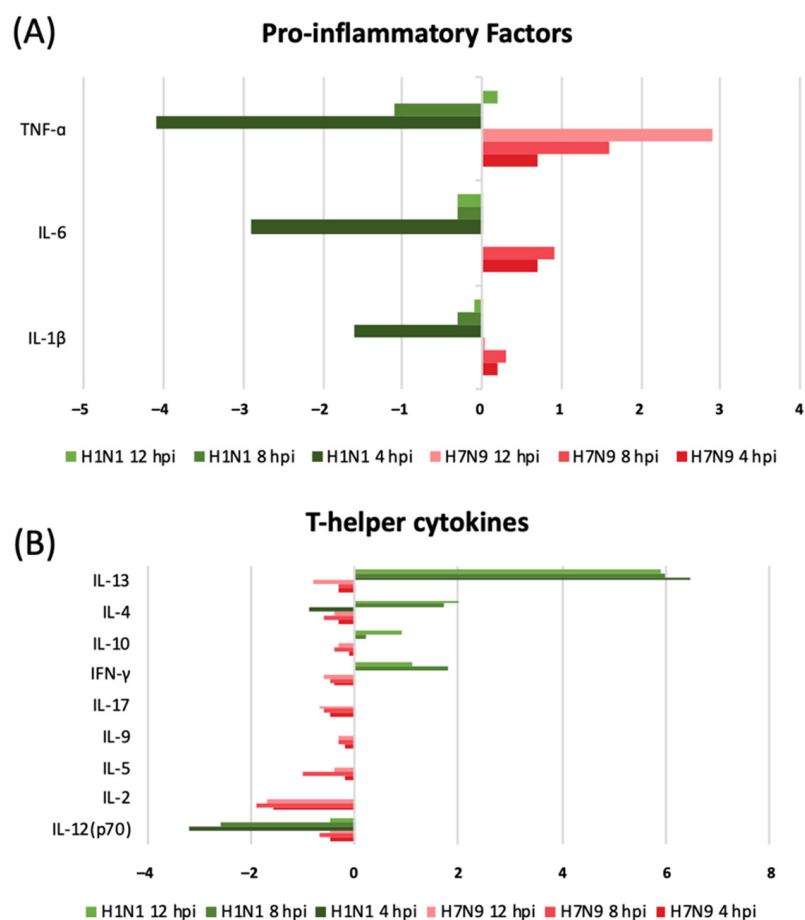 (A)
Pro-inflammatory Factors
TNF-α
IL-6
IL-1β
−5 −4 −3 −2 −1 0 1 2 3 4
H1N1 12 hpi H1N1 8 hpi H1N1 4 hpi H7N9 12 hpi H7N9 8 hpi H7N9 4 hpi
(B)
T-helper cytokines
IL-13
IL-4
IL-10
IFN-γ
IL-17
IL-9
IL-5
IL-2
IL-12(p70)
−4 −2 0 2 4 6 8
H1N1 12 hpi H1N1 8 hpi H1N1 4 hpi H7N9 12 hpi H7N9 8 hpi H7N9 4 hpi